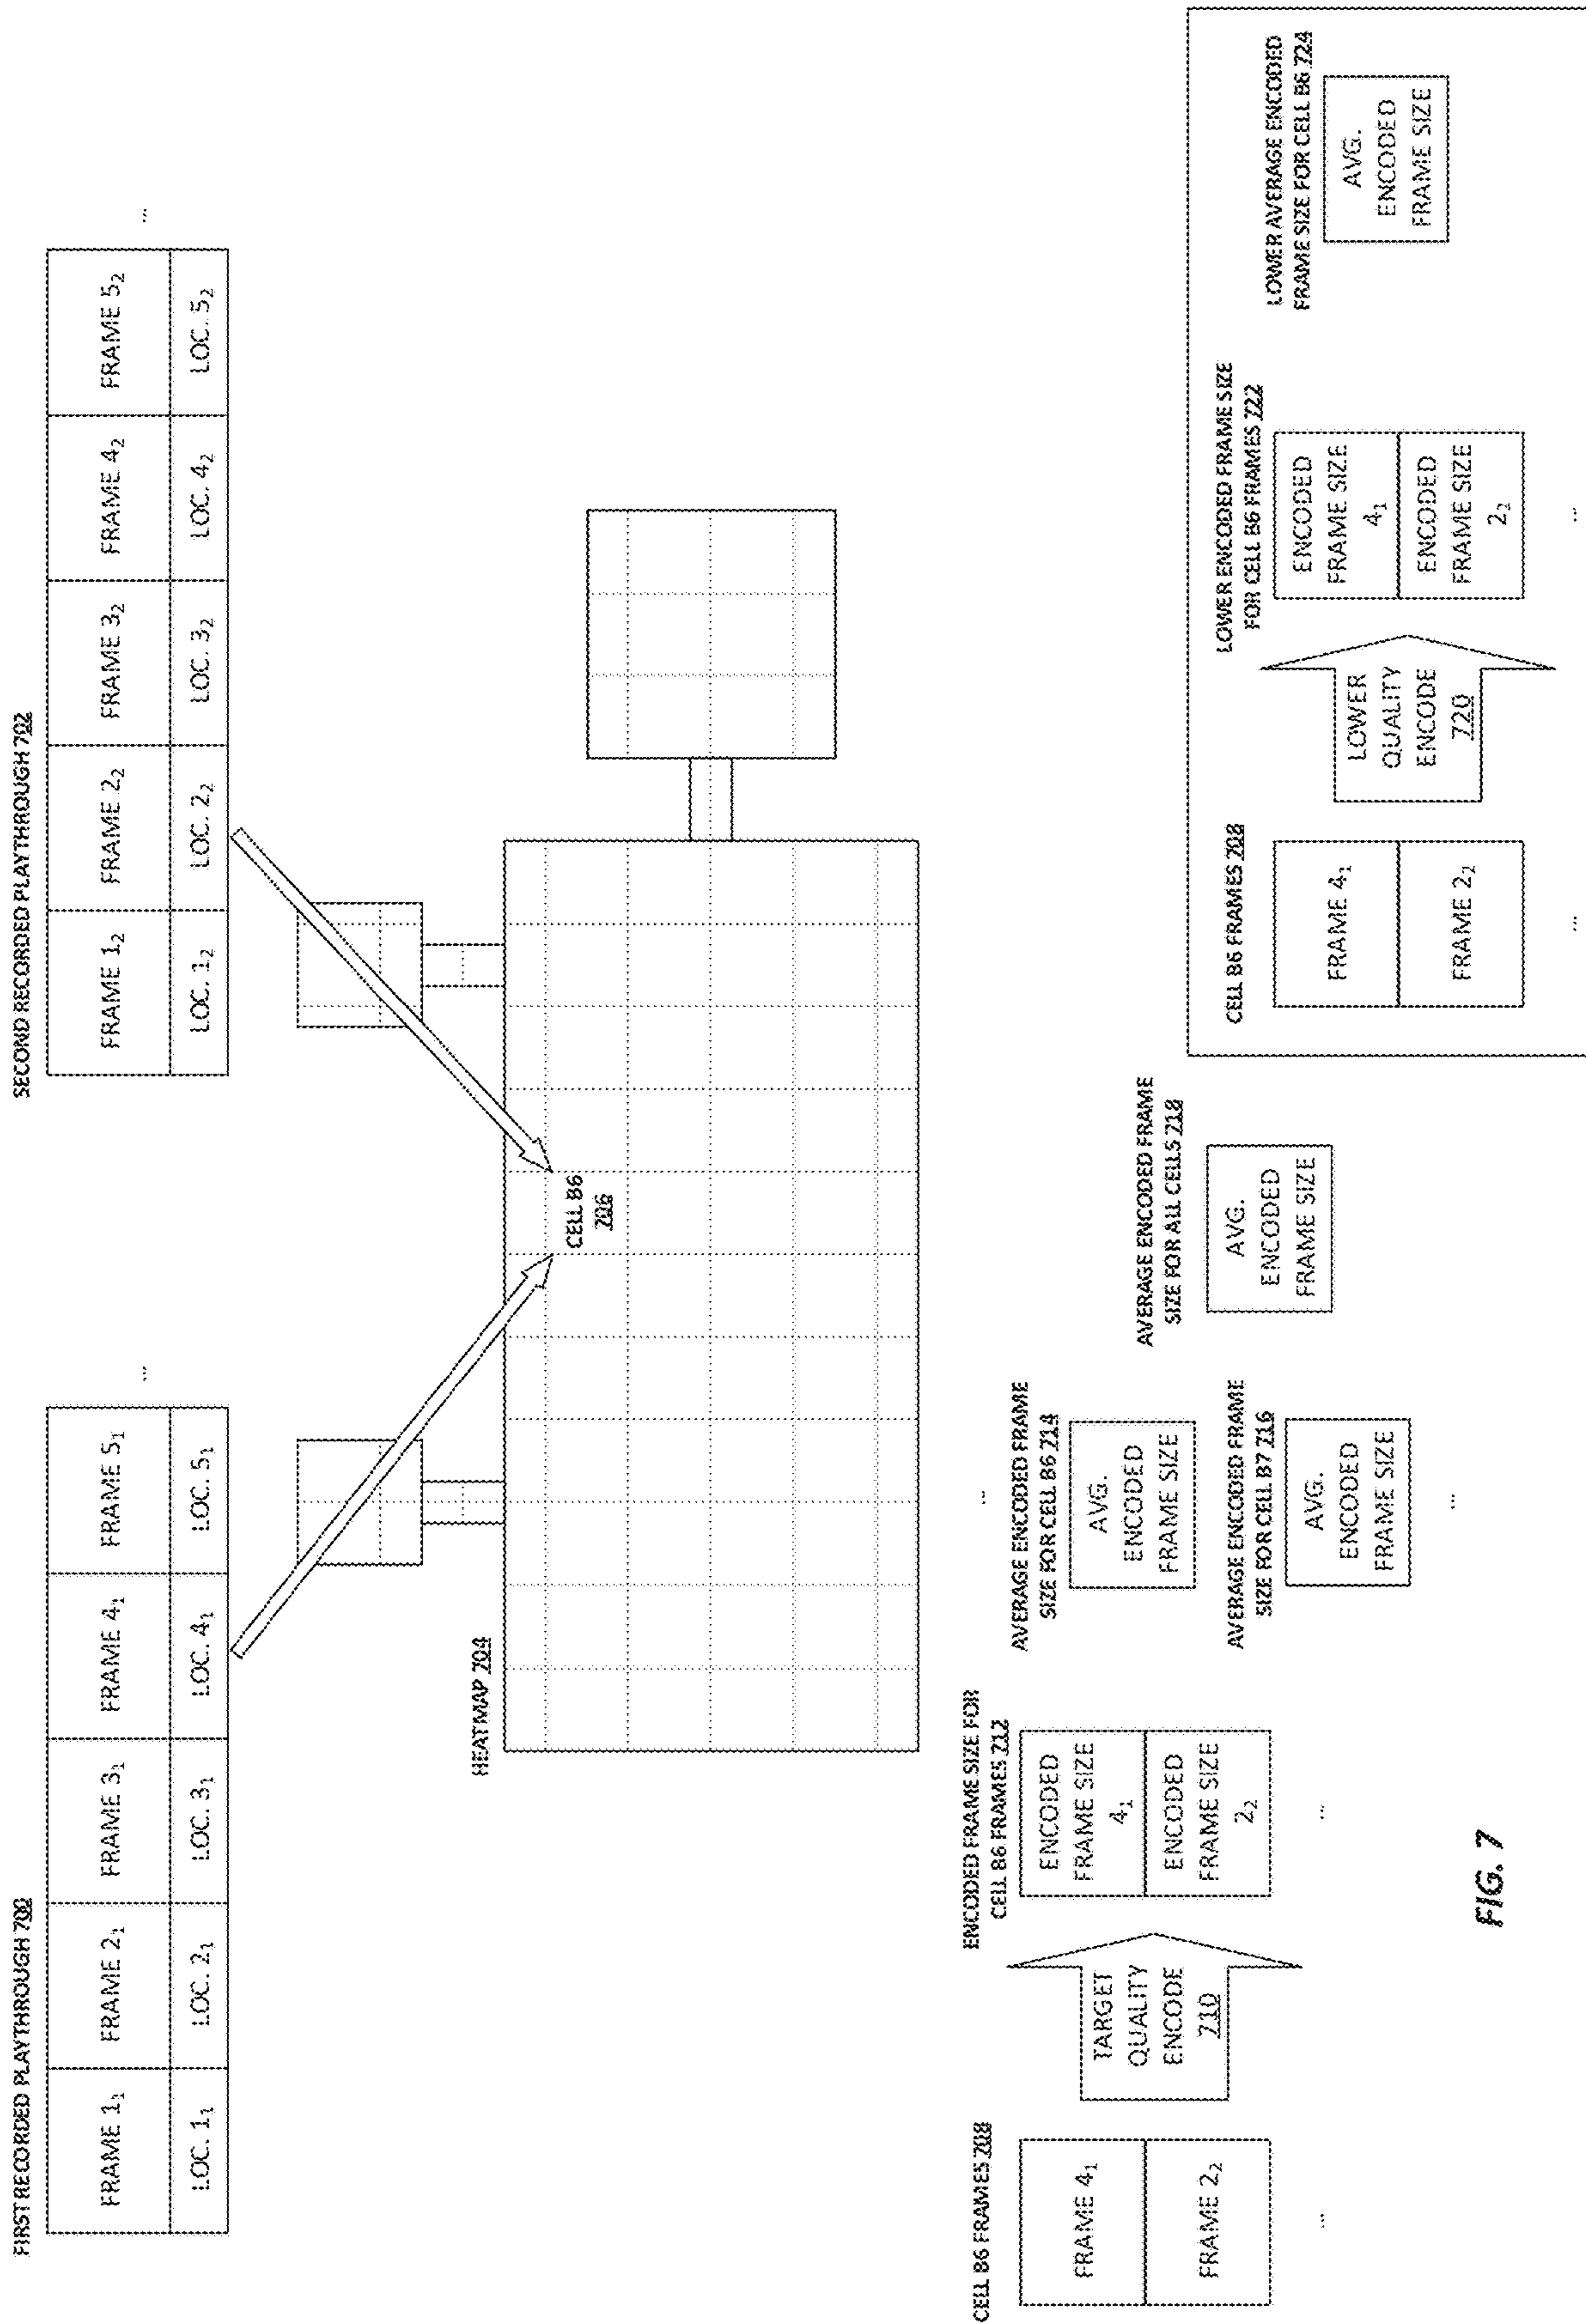 FIRST RECORDED PLAYTHROUGH 700
FRAME 1₁
FRAME 2₁
FRAME 3₁
FRAME 4₁
FRAME 5₁
...
LOC. 1₁
LOC. 2₁
LOC. 3₁
LOC. 4₁
LOC. 5₁
SECOND RECORDED PLAYTHROUGH 702
FRAME 1₂
FRAME 2₂
FRAME 3₂
FRAME 4₂
FRAME 5₂
...
LOC. 1₂
LOC. 2₂
LOC. 3₂
LOC. 4₂
LOC. 5₂
HEATMAP 704
CELL B6
706
CELL B6 FRAMES 708
FRAME 4₁
FRAME 2₂
...
TARGET
QUALITY
ENCODE
710
ENCODED FRAME SIZE FOR
CELL B6 FRAMES 712
ENCODED
FRAME SIZE
4₁
ENCODED
FRAME SIZE
2₂
...
...
AVERAGE ENCODED FRAME
SIZE FOR CELL B6 714
AVG.
ENCODED
FRAME SIZE
AVERAGE ENCODED FRAME
SIZE FOR CELL B7 716
AVG.
ENCODED
FRAME SIZE
...
AVERAGE ENCODED FRAME
SIZE FOR ALL CELLS 718
AVG.
ENCODED
FRAME SIZE
CELL B6 FRAMES 708
FRAME 4₁
FRAME 2₂
...
LOWER
QUALITY
ENCODE
720
LOWER ENCODED FRAME SIZE
FOR CELL B6 FRAMES 722
ENCODED
FRAME SIZE
4₁
ENCODED
FRAME SIZE
2₂
...
LOWER AVERAGE ENCODED
FRAME SIZE FOR CELL B6 724
AVG.
ENCODED
FRAME SIZE
FIG. 7